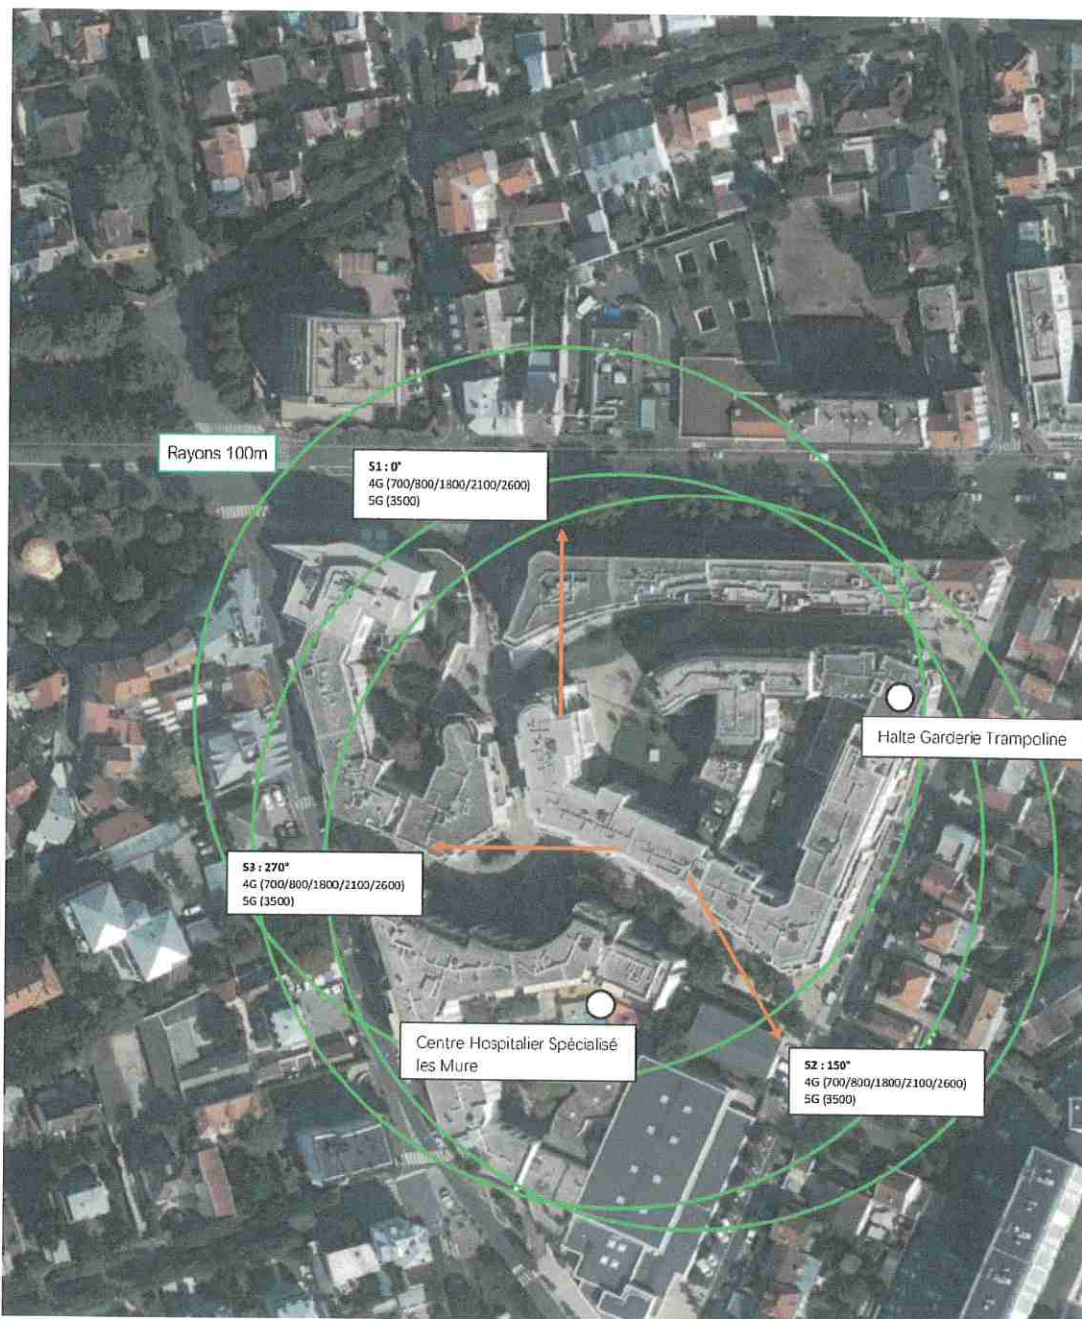 Rayons 100m
S1 : 0°
4G (700/800/1800/2100/2600)
5G (3500)
Halte Garderie Trampoline
S3 : 270°
4G (700/800/1800/2100/2600)
5G (3500)
Centre Hospitalier Spécialisé
les Mure
S2 : 150°
4G (700/800/1800/2100/2600)
5G (3500)